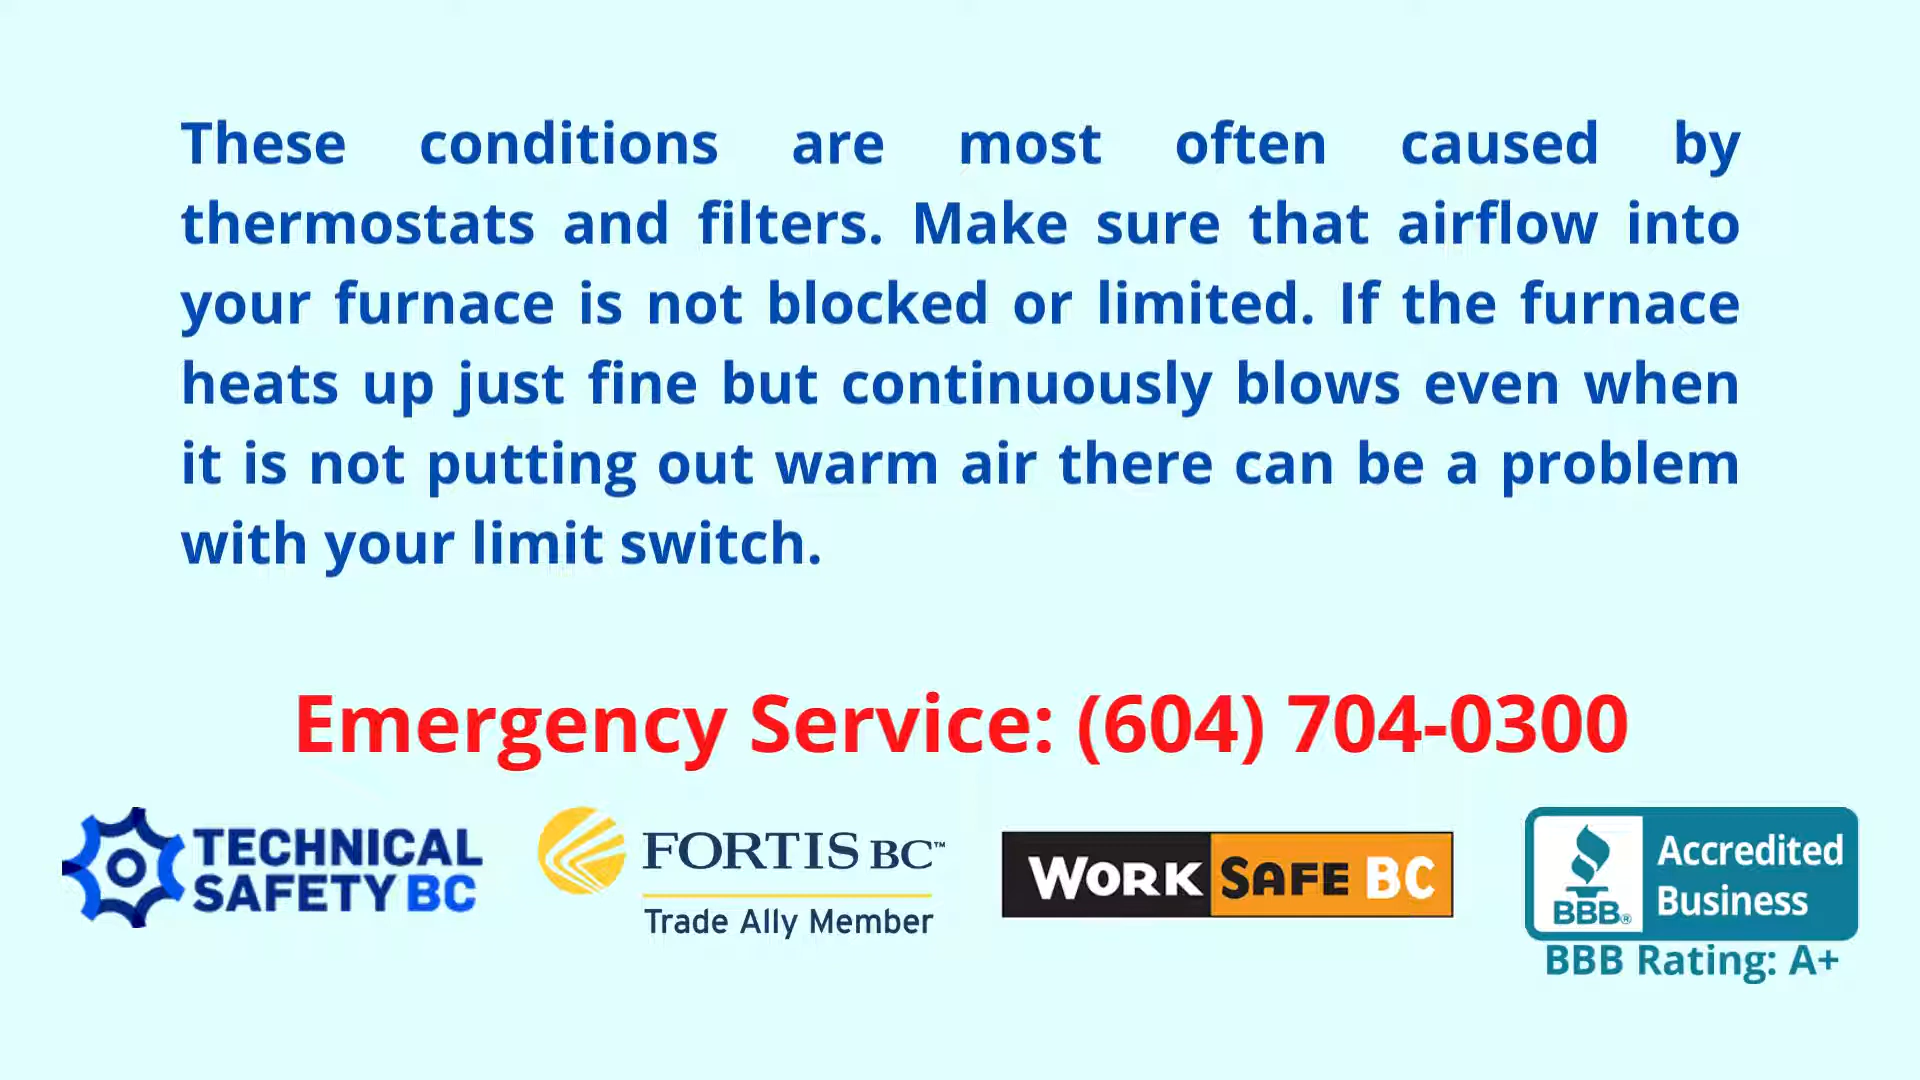 These conditions are most often caused by
thermostats and filters. Make sure that airflow into
your furnace is not blocked or limited. If the furnace
heats up just fine but continuously blows even when
it is not putting out warm air there can be a problem
with your limit switch.
Emergency Service: (604) 704-0300
TECHNICAL
SAFETY BC
FORTIS BC™
Trade Ally Member
WORK SAFE BC
BBB®
Accredited
Business
BBB Rating: A+